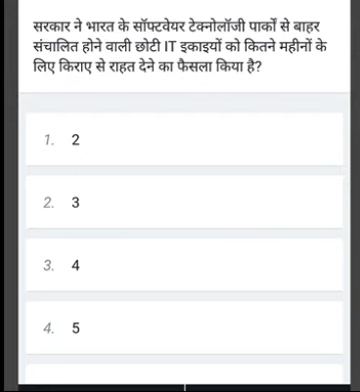 सरकार ने भारत के सॉफ्टवेयर टेक्नोलॉजी पार्कों से बाहर
संचालित होने वाली छोटी IT इकाइयों को कितने महीनों के
लिए किराए से राहत देने का फैसला किया है?
1. 2
2. 3
3. 4
4. 5